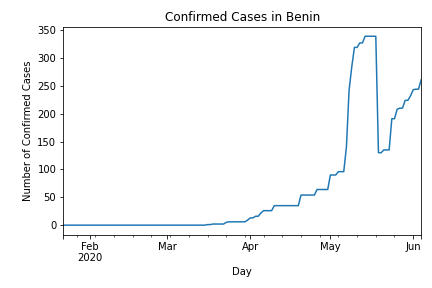 Confirmed Cases in Benin
350
300
250
200
150
100
50
0
Number of Confirmed Cases
Feb
2020
Mar
Apr
May
Jun
Day